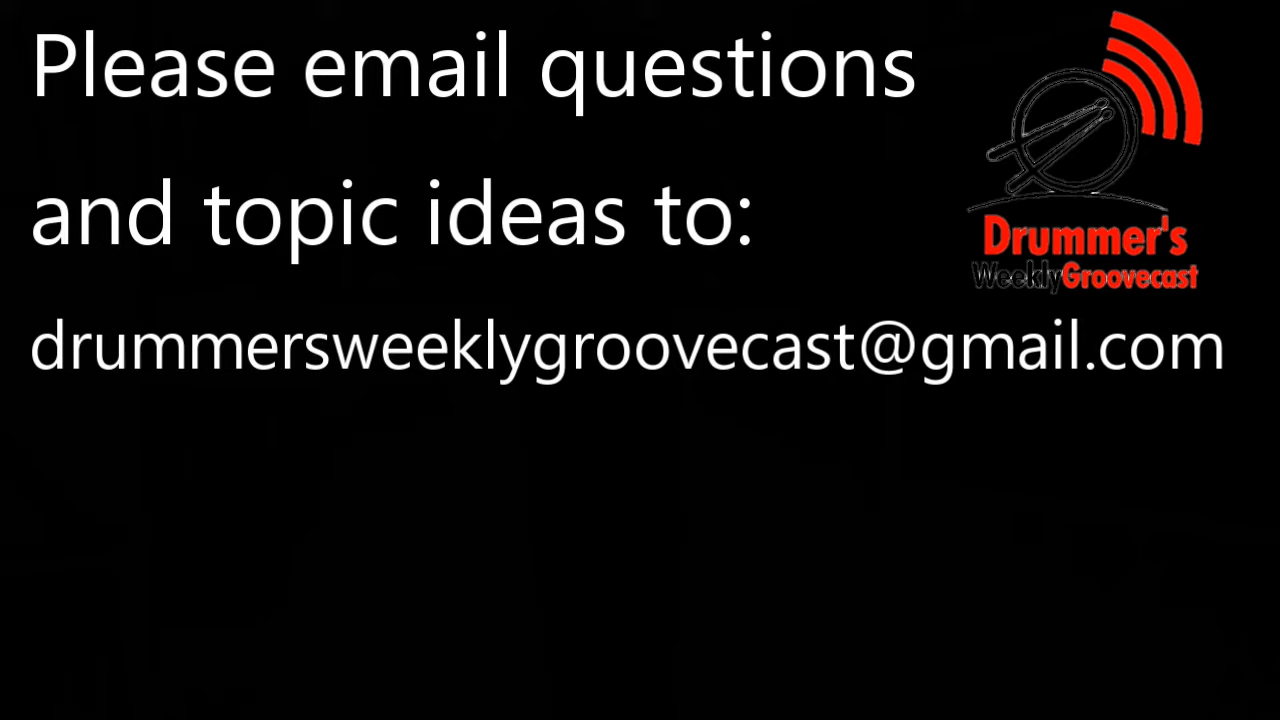 Please email questions
and topic ideas to:
drummersweeklygroovecast@gmail.com
Drummer's
WeeklyGroovecast